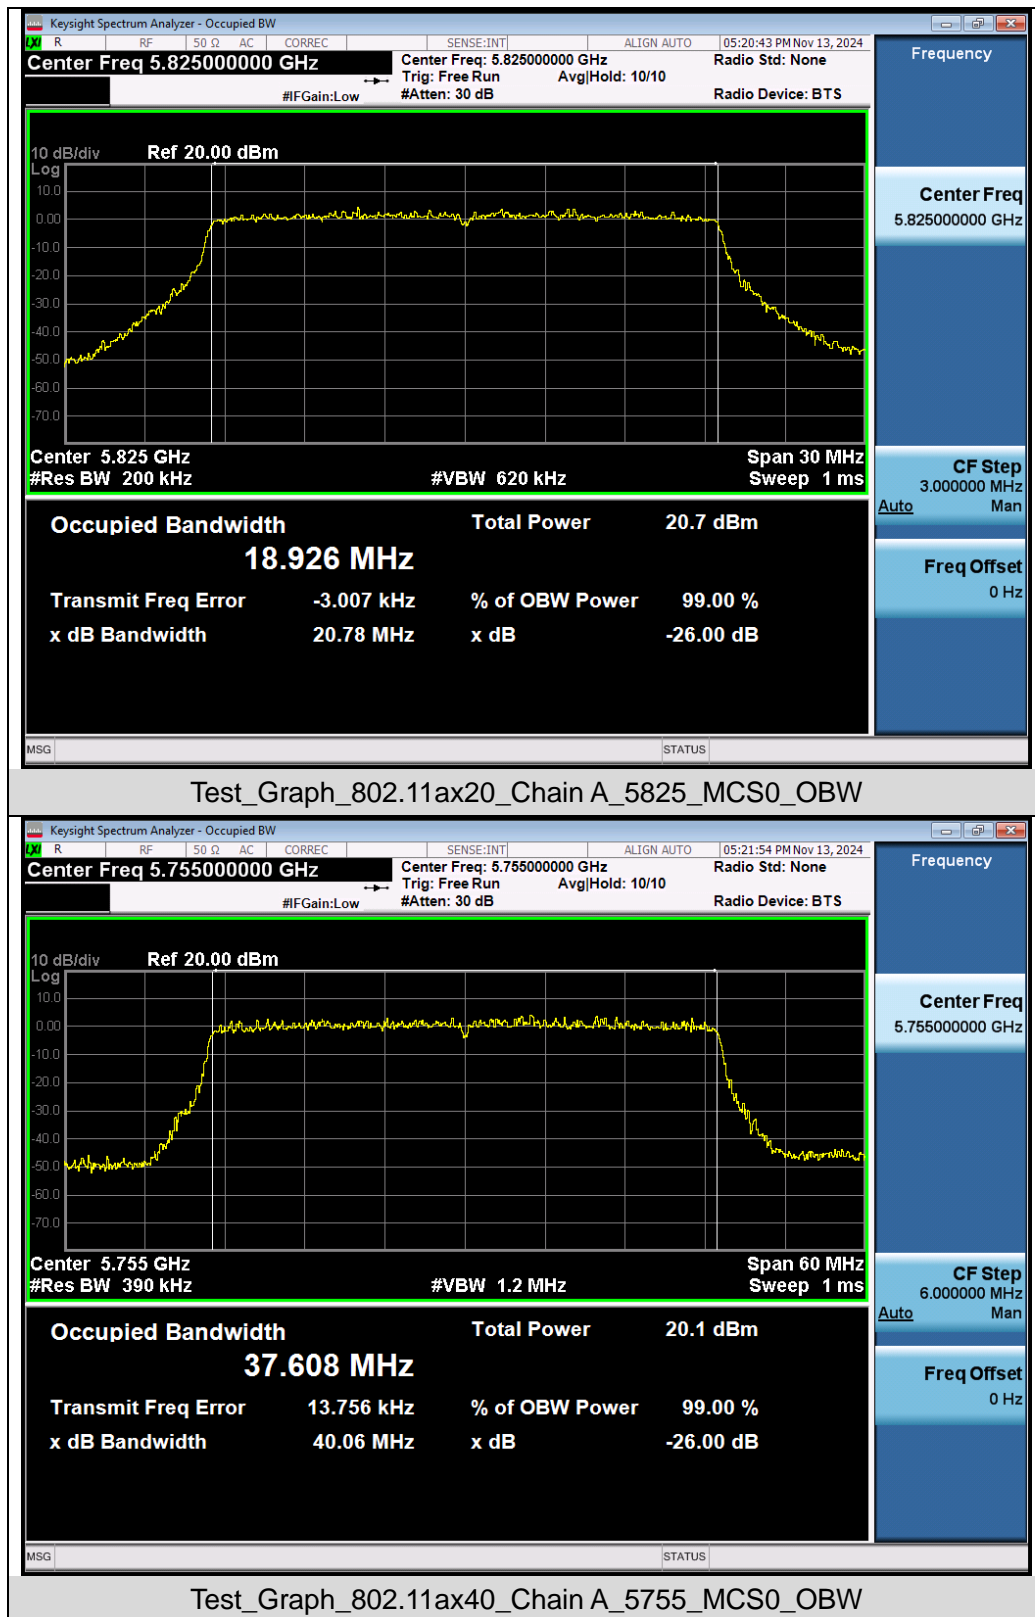 Keysight Spectrum Analyzer - Occupied BW
LXI R RF 50 Ω AC CORREC SENSE:INT ALIGN AUTO 05:20:43 PM Nov 13, 2024
Center Freq 5.825000000 GHz
Center Freq: 5.825000000 GHz
Radio Std: None
Trig: Free Run Avg|Hold: 10/10
#IFGain:Low
#Atten: 30 dB
Radio Device: BTS
10 dB/div Ref 20.00 dBm
Log
10.0
0.00
-10.0
-20.0
-30.0
-40.0
-50.0
-60.0
-70.0
Center 5.825 GHz Span 30 MHz
#Res BW 200 kHz #VBW 620 kHz Sweep 1 ms
Occupied Bandwidth Total Power 20.7 dBm
18.926 MHz
Transmit Freq Error -3.007 kHz % of OBW Power 99.00 %
x dB Bandwidth 20.78 MHz x dB -26.00 dB
MSG STATUS
Frequency
Center Freq
5.825000000 GHz
CF Step
3.000000 MHz
Auto Man
Freq Offset
0 Hz
Test_Graph_802.11ax20_Chain A_5825_MCS0_OBW
Keysight Spectrum Analyzer - Occupied BW
LXI R RF 50 Ω AC CORREC SENSE:INT ALIGN AUTO 05:21:54 PM Nov 13, 2024
Center Freq 5.755000000 GHz
Center Freq: 5.755000000 GHz
Radio Std: None
Trig: Free Run Avg|Hold: 10/10
#IFGain:Low
#Atten: 30 dB
Radio Device: BTS
10 dB/div Ref 20.00 dBm
Log
10.0
0.00
-10.0
-20.0
-30.0
-40.0
-50.0
-60.0
-70.0
Center 5.755 GHz Span 60 MHz
#Res BW 390 kHz #VBW 1.2 MHz Sweep 1 ms
Occupied Bandwidth Total Power 20.1 dBm
37.608 MHz
Transmit Freq Error 13.756 kHz % of OBW Power 99.00 %
x dB Bandwidth 40.06 MHz x dB -26.00 dB
MSG STATUS
Frequency
Center Freq
5.755000000 GHz
CF Step
6.000000 MHz
Auto Man
Freq Offset
0 Hz
Test_Graph_802.11ax40_Chain A_5755_MCS0_OBW